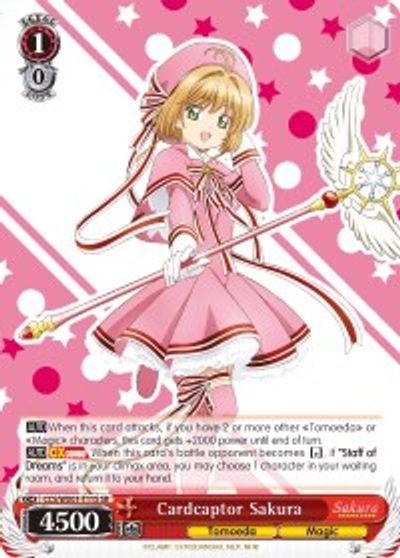 1
0
AUTO When this card attacks, if you have 2 or more other «Tomoeda» or
«Magic» characters, this card gets +2000 power until end of turn.
AUTO CX COMBO When this card's battle opponent becomes, if "Staff of
Dreams" is in your climax area, you may choose 1 character in your waiting
room, and return it to your hand.
4500
Cardcaptor Sakura
Sakura
Tomoeda
Magic